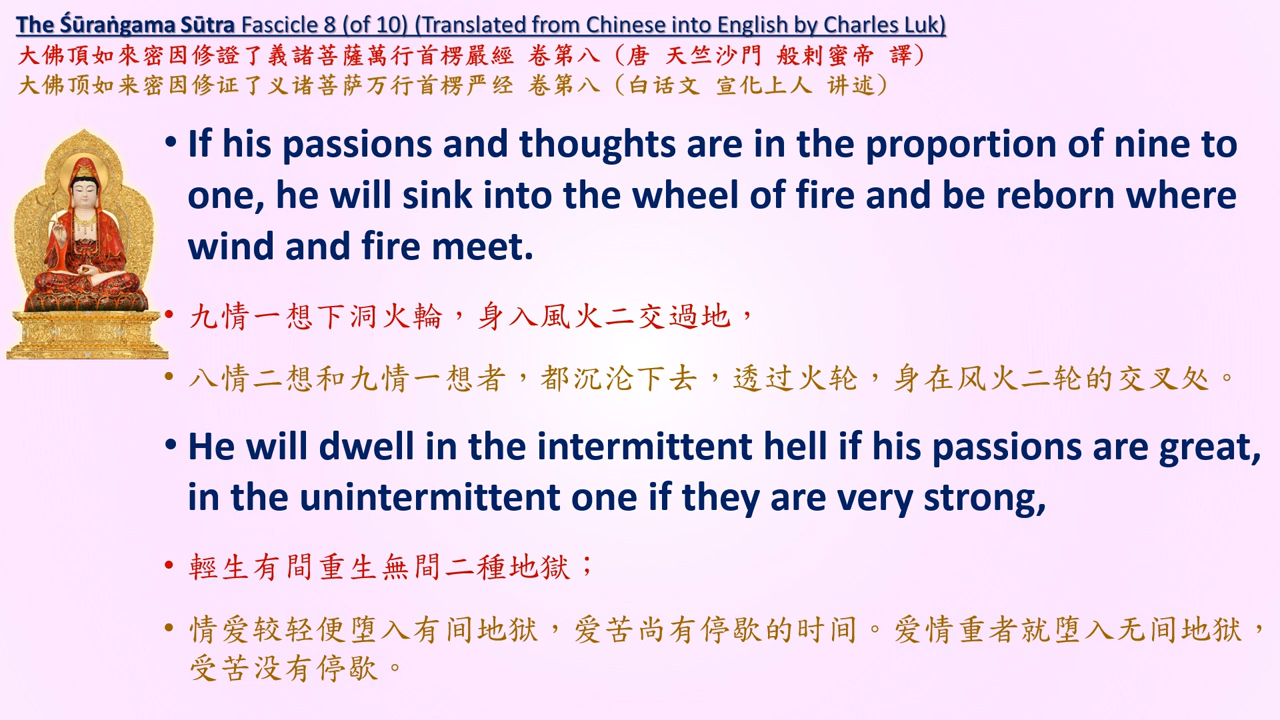 The Śūraṅgama Sūtra Fascicle 8 (of 10) (Translated from Chinese into English by Charles Luk)
大佛頂如來密因修證了義諸菩薩萬行首楞嚴經 卷第八（唐 天竺沙門 般剌蜜帝 譯）
大佛顶如来密因修证了义诸菩萨万行首楞严经 卷第八（白话文 宣化上人 讲述）
• If his passions and thoughts are in the proportion of nine to
one, he will sink into the wheel of fire and be reborn where
wind and fire meet.
• 九情一想下洞火輪，身入風火二交過地，
• 八情二想和九情一想者，都沉沦下去，透过火轮，身在风火二轮的交叉处。
• He will dwell in the intermittent hell if his passions are great,
in the unintermittent one if they are very strong,
• 輕生有間重生無間二種地獄；
• 情爱较轻便堕入有间地狱，爱苦尚有停歇的时间。爱情重者就堕入无间地狱，
受苦没有停歇。